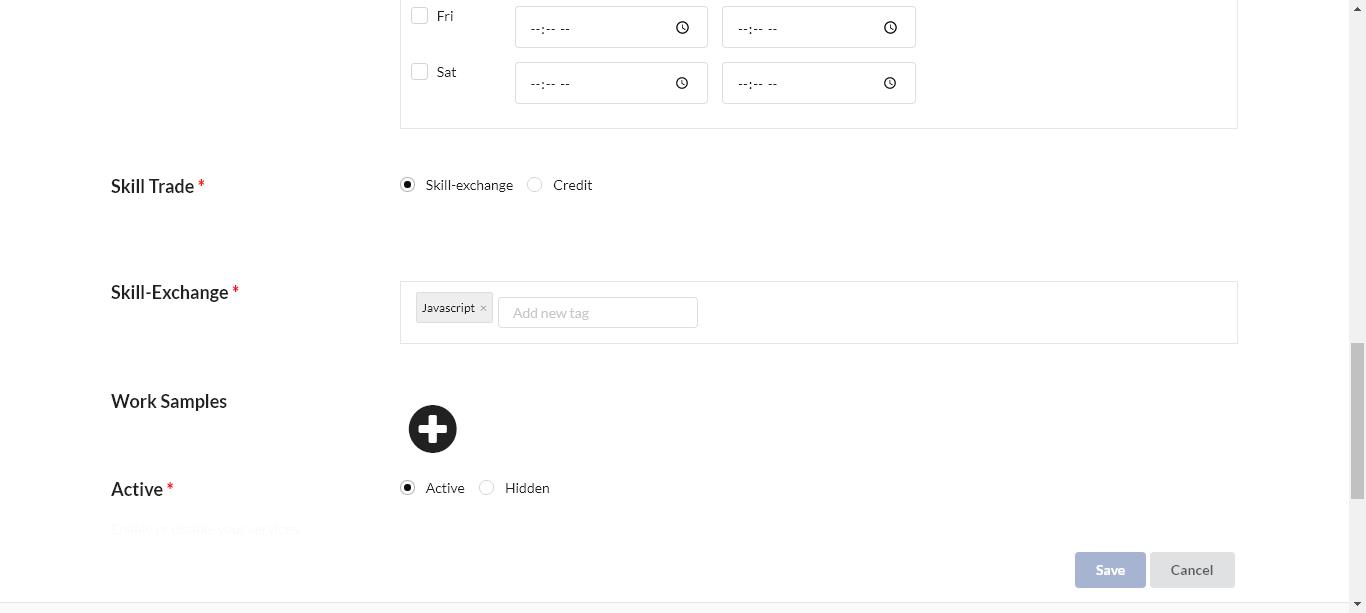 Fri
--:-- --
--:-- --
Sat
--:-- --
--:-- --
Skill Trade *
Skill-exchange
Credit
Skill-Exchange *
Javascript ×
Add new tag
Work Samples
Active *
Active
Hidden
Enable or disable your services.
Save
Cancel